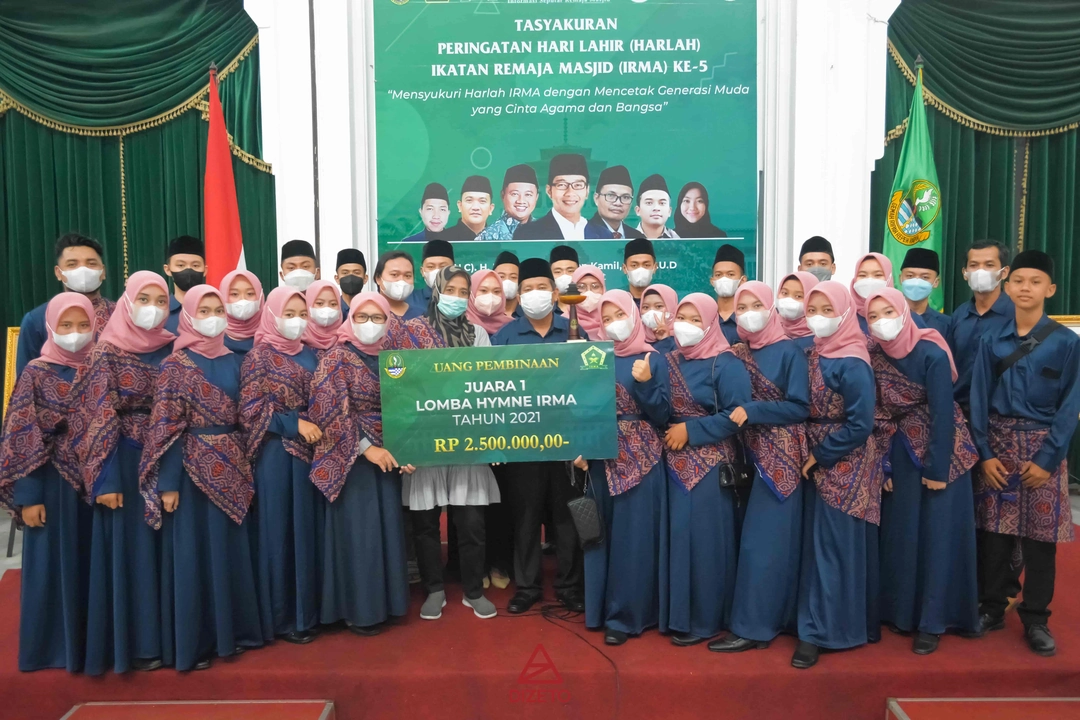 TASYAKURAN
PERINGATAN HARI LAHIR (HARLAH)
IKATAN REMAJA MASJID (IRMA) KE-5
"Mensyukuri Harlah IRMA dengan Mencetak Generasi Muda
yang Cinta Agama dan Bangsa"
UANG PEMBINAAN
JUARA 1
LOMBA HYMNE IRMA
TAHUN 2021
RP 2.500.000,00-